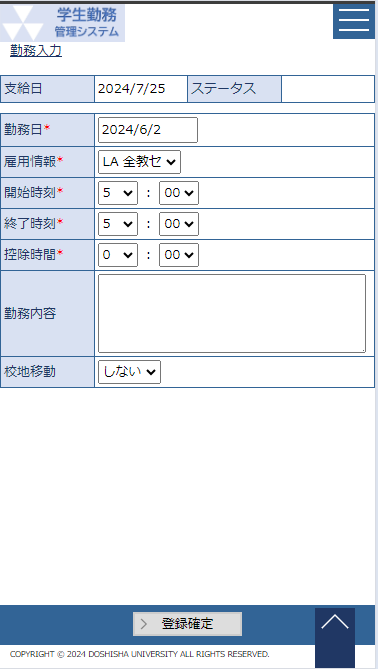 学生勤務
管理システム
勤務入力
支給日 2024/7/25 ステータス
勤務日* 2024/6/2
雇用情報* LA 全教セ
開始時刻* 5 : 00
終了時刻* 5 : 00
控除時間* 0 : 00
勤務内容
校地移動 しない
登録確定
COPYRIGHT © 2024 DOSHISHA UNIVERSITY ALL RIGHTS RESERVED.